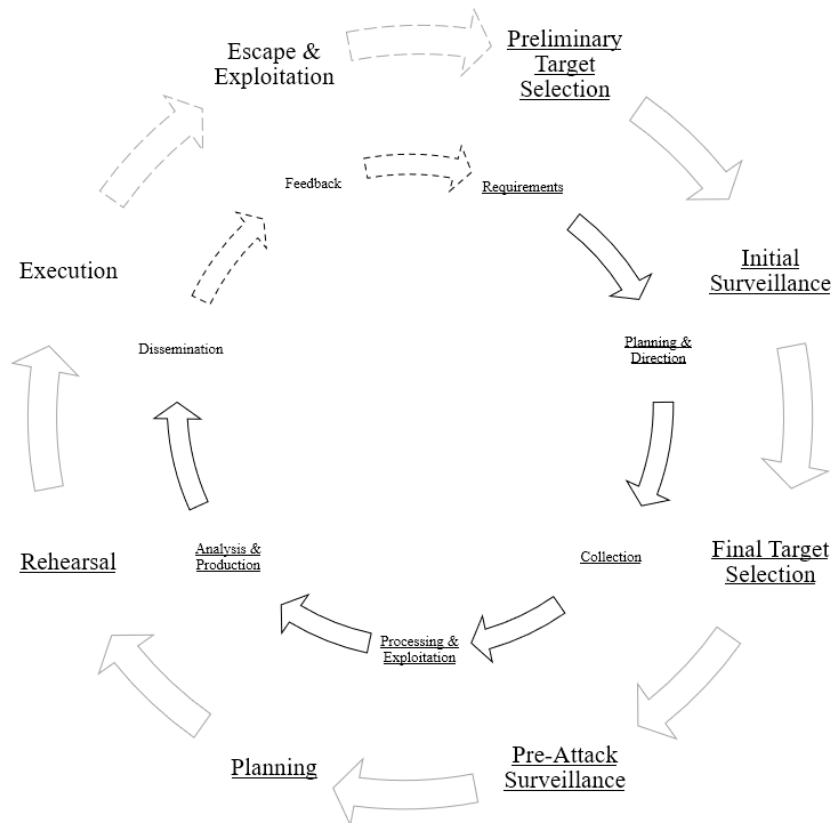 Escape &
Exploitation
Preliminary
Target
Selection
Feedback
Requirements
Execution
Initial
Surveillance
Dissemination
Planning &
Direction
Rehearsal
Analysis &
Production
Collection
Final Target
Selection
Processing &
Exploitation
Planning
Pre-Attack
Surveillance